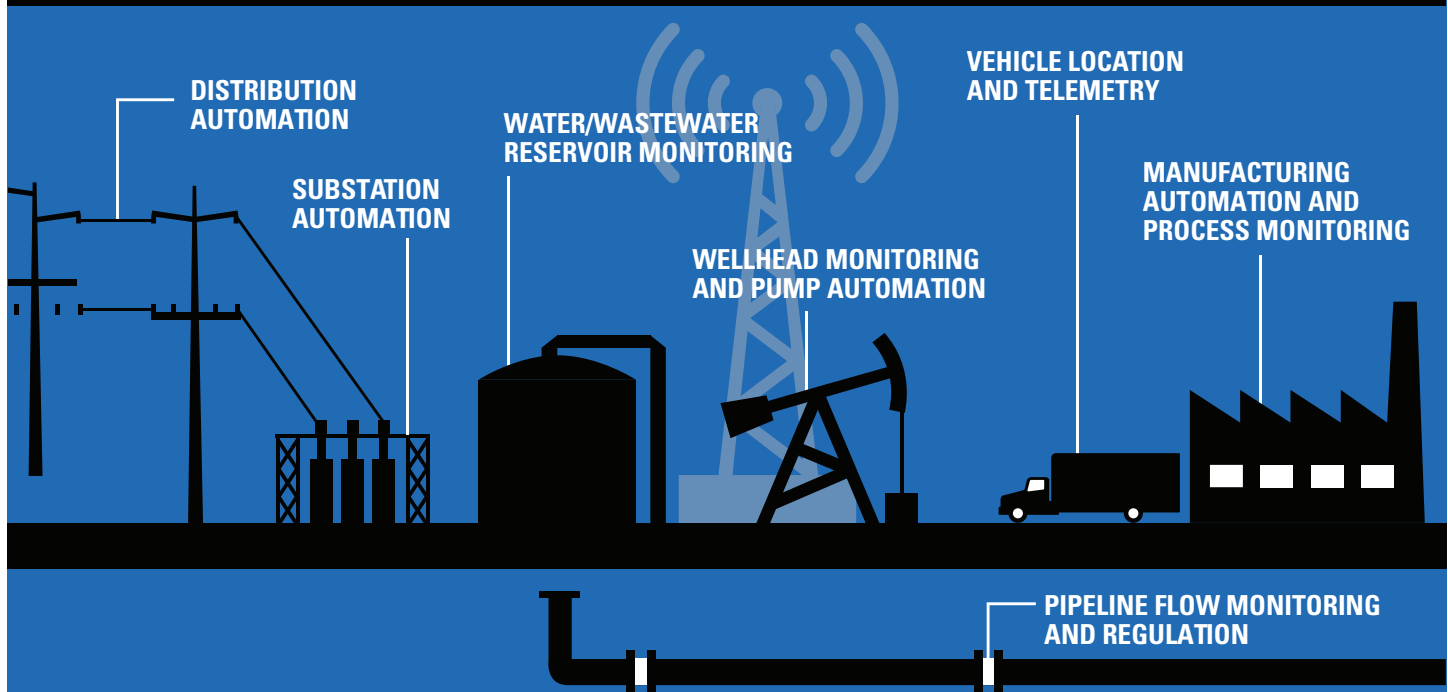 DISTRIBUTION
AUTOMATION
SUBSTATION
AUTOMATION
WATER/WASTEWATER
RESERVOIR MONITORING
WELLHEAD MONITORING
AND PUMP AUTOMATION
VEHICLE LOCATION
AND TELEMETRY
MANUFACTURING
AUTOMATION AND
PROCESS MONITORING
PIPELINE FLOW MONITORING
AND REGULATION